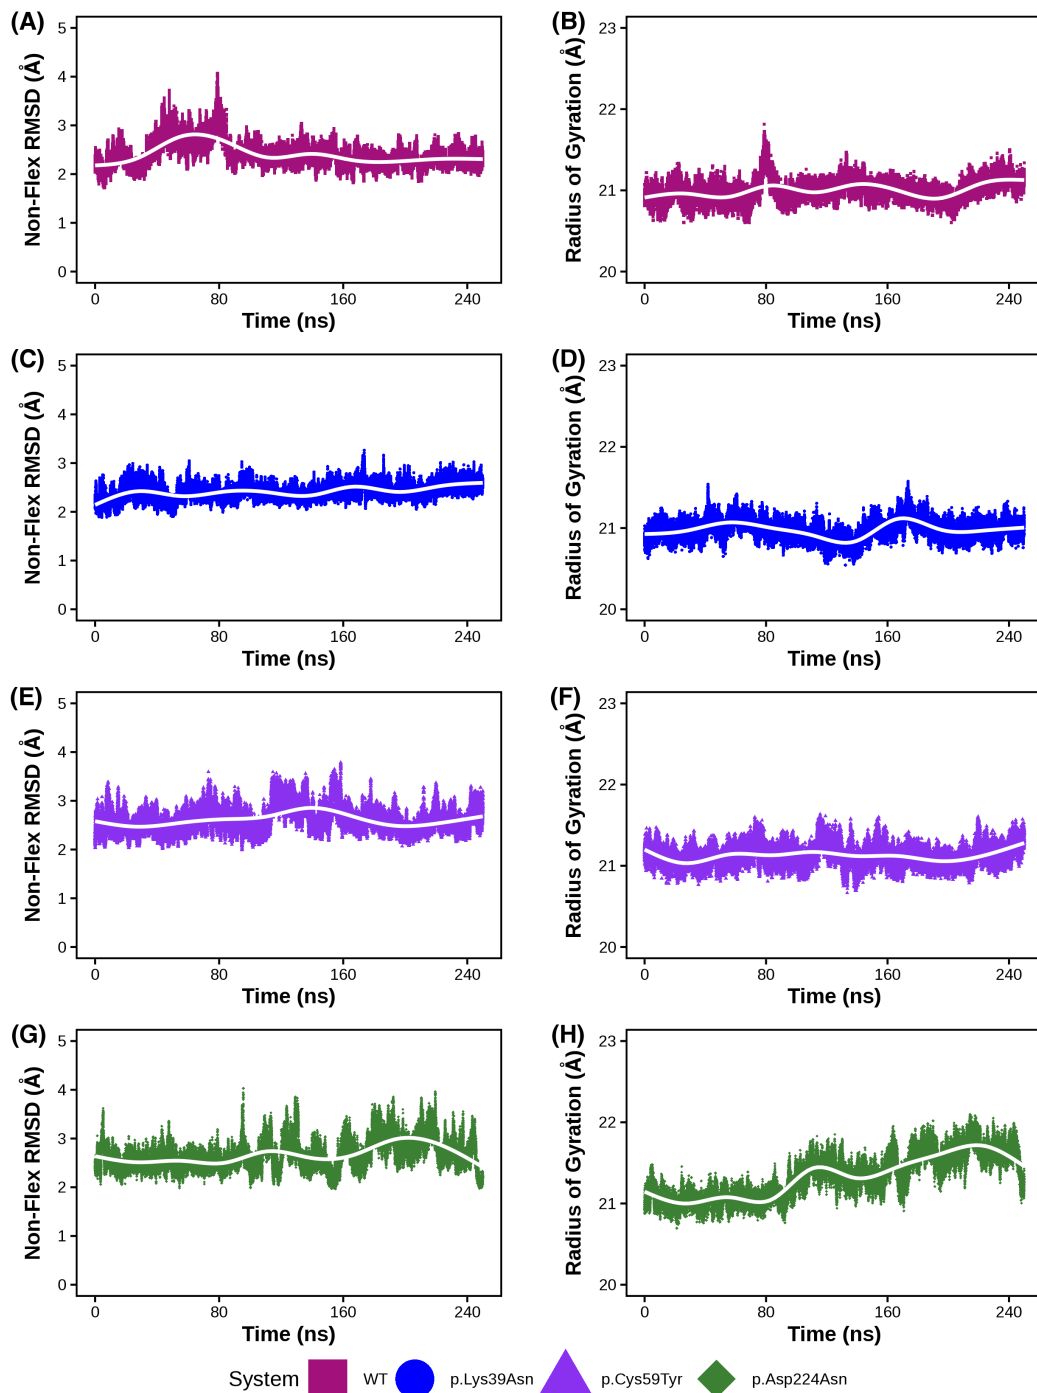 (A)
Non-Flex RMSD (Å)
5
4
3
2
1
0
0 80 160 240
Time (ns)
(B)
Radius of Gyration (Å)
23
22
21
20
0 80 160 240
Time (ns)
(C)
Non-Flex RMSD (Å)
5
4
3
2
1
0
0 80 160 240
Time (ns)
(D)
Radius of Gyration (Å)
23
22
21
20
0 80 160 240
Time (ns)
(E)
Non-Flex RMSD (Å)
5
4
3
2
1
0
0 80 160 240
Time (ns)
(F)
Radius of Gyration (Å)
23
22
21
20
0 80 160 240
Time (ns)
(G)
Non-Flex RMSD (Å)
5
4
3
2
1
0
0 80 160 240
Time (ns)
(H)
Radius of Gyration (Å)
23
22
21
20
0 80 160 240
Time (ns)
System WT p.Lys39Asn p.Cys59Tyr p.Asp224Asn